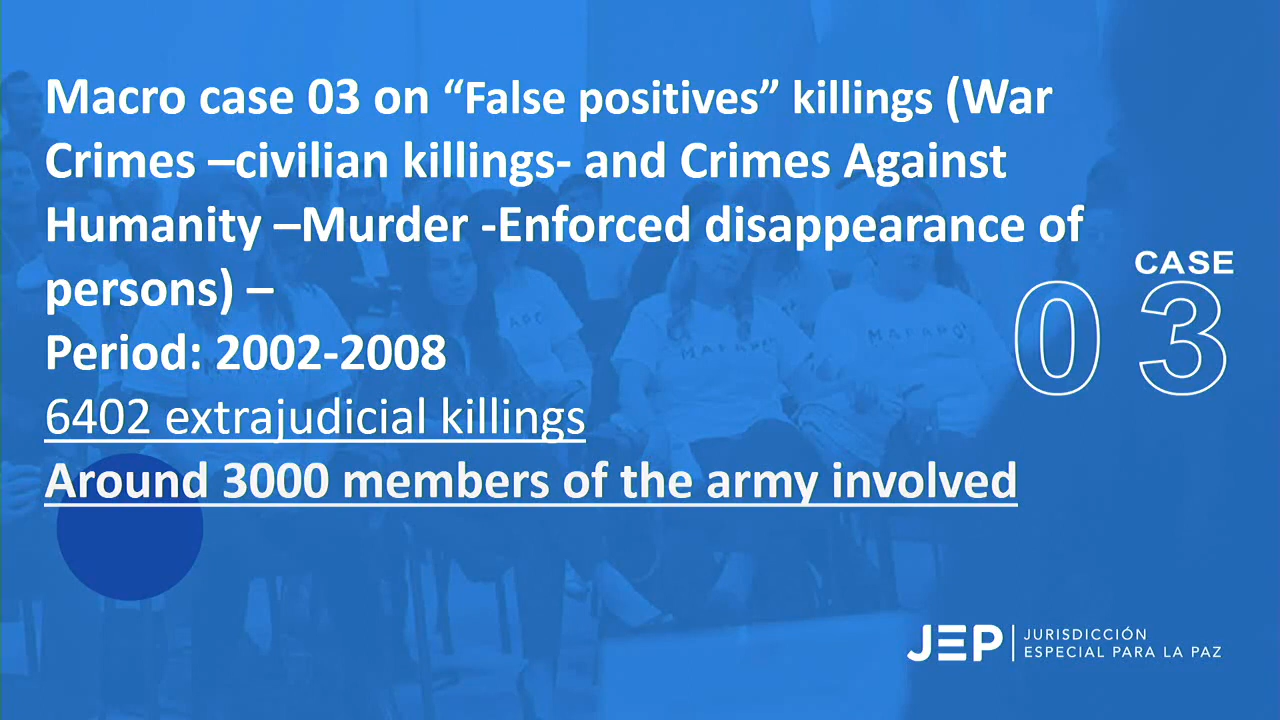 Macro case 03 on “False positives” killings (War
Crimes –civilian killings- and Crimes Against
Humanity –Murder -Enforced disappearance of
persons) –
Period: 2002-2008
6402 extrajudicial killings
Around 3000 members of the army involved
CASE
03
JEP
JURISDICCIÓN
ESPECIAL PARA LA PAZ